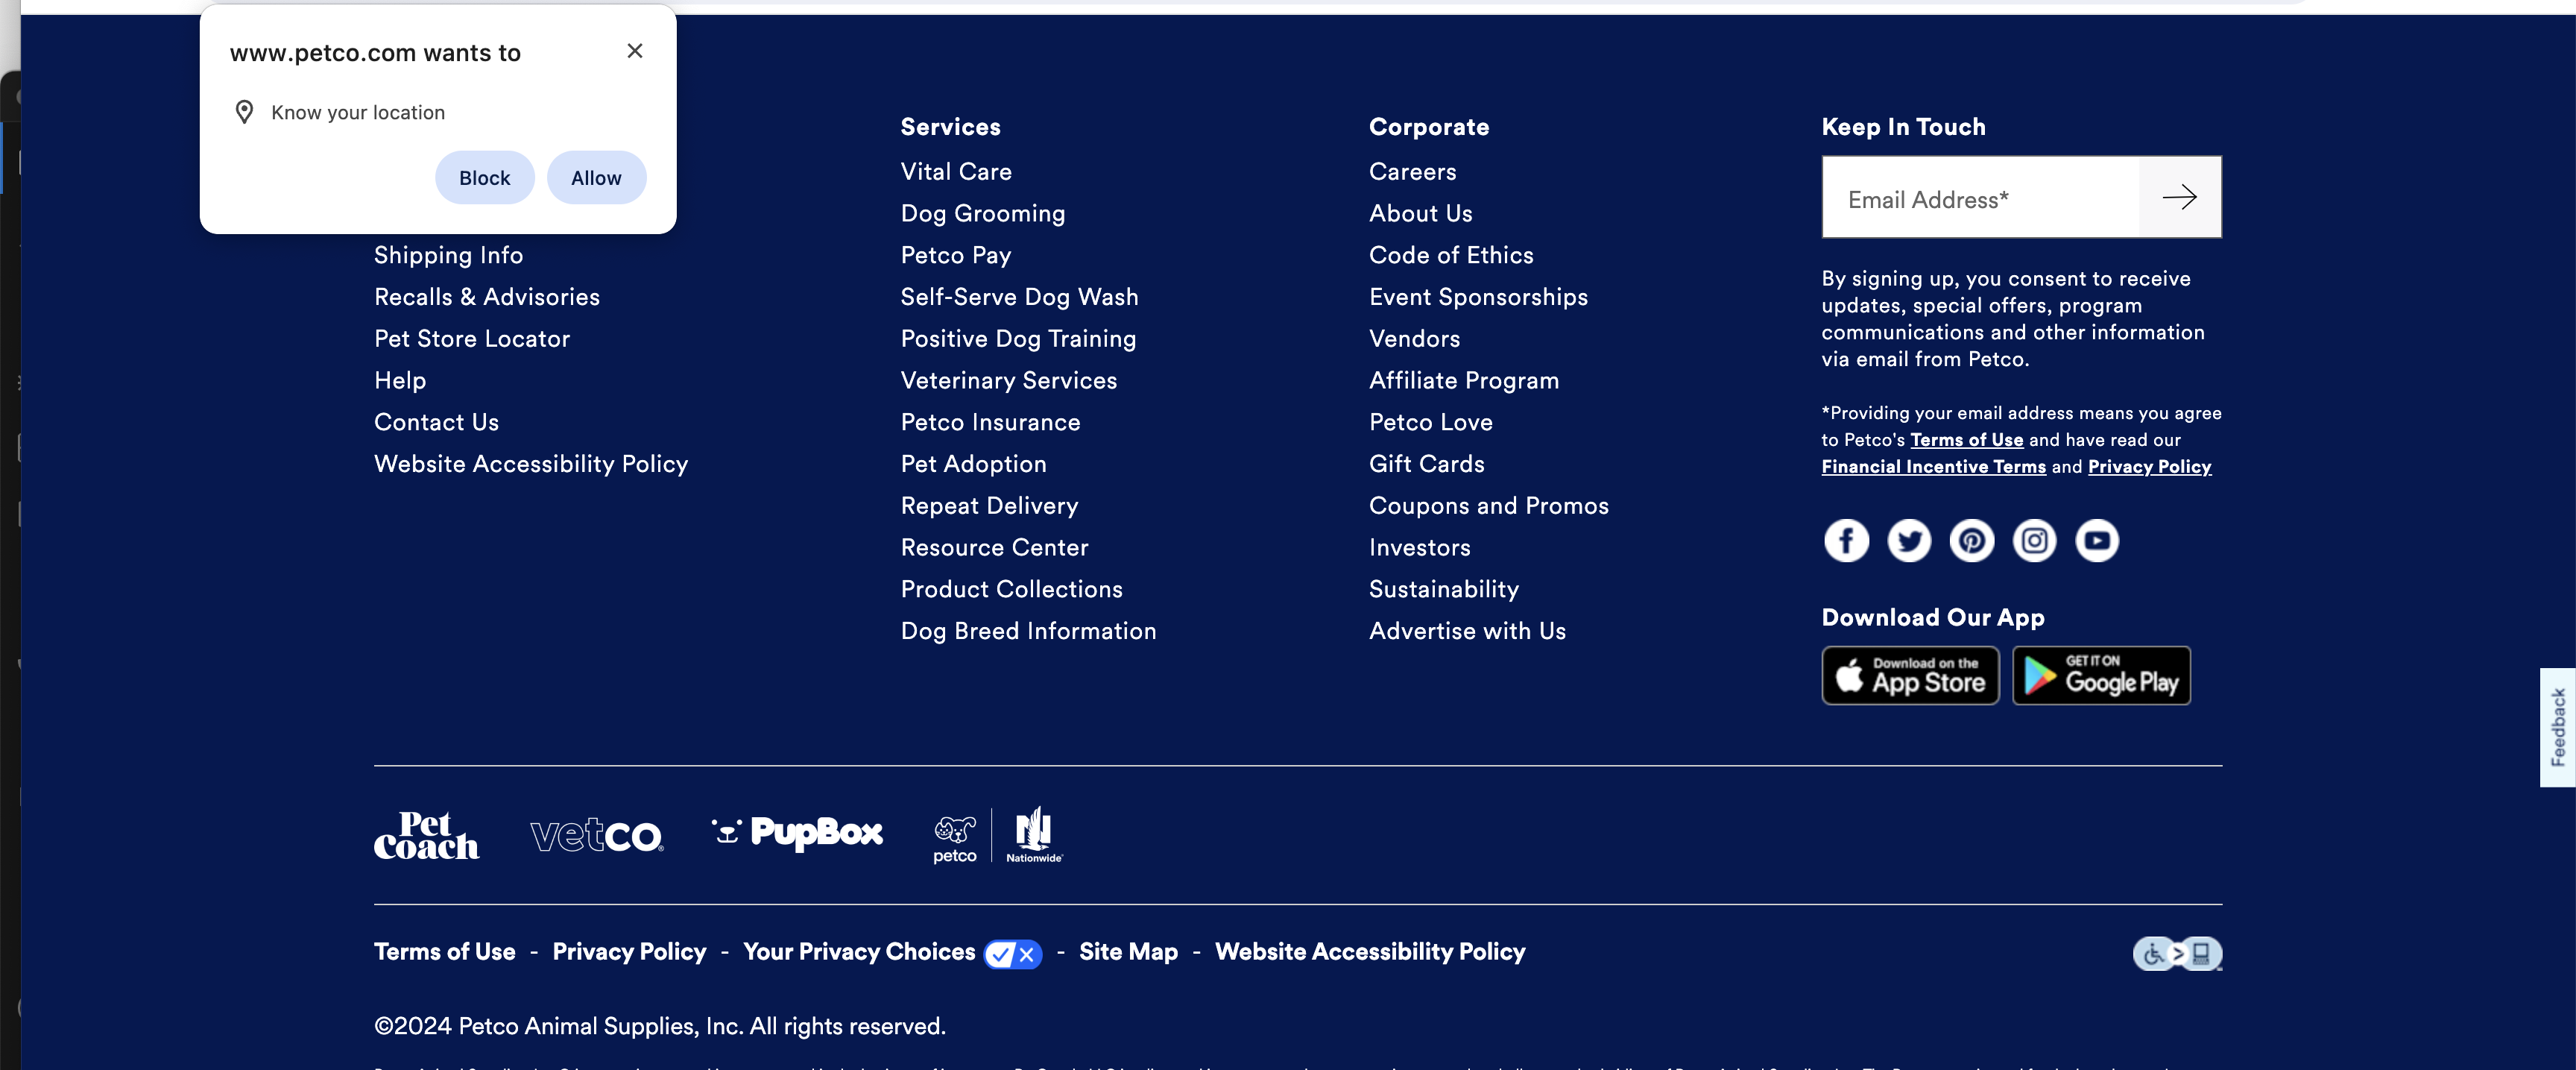 www.petco.com wants to
Know your location
Block
Allow
Shipping Info
Recalls & Advisories
Pet Store Locator
Help
Contact Us
Website Accessibility Policy
Services
Vital Care
Dog Grooming
Petco Pay
Self-Serve Dog Wash
Positive Dog Training
Veterinary Services
Petco Insurance
Pet Adoption
Repeat Delivery
Resource Center
Product Collections
Dog Breed Information
Corporate
Careers
About Us
Code of Ethics
Event Sponsorships
Vendors
Affiliate Program
Petco Love
Gift Cards
Coupons and Promos
Investors
Sustainability
Advertise with Us
Keep In Touch
Email Address*
By signing up, you consent to receive
updates, special offers, program
communications and other information
via email from Petco.
*Providing your email address means you agree
to Petco's Terms of Use and have read our
Financial Incentive Terms and Privacy Policy
Download Our App
Download on the
App Store
GET IT ON
Google Play
Feedback
Pet
Coach
vetco
PupBox
petco
Nationwide
Terms of Use - Privacy Policy - Your Privacy Choices - Site Map - Website Accessibility Policy
©2024 Petco Animal Supplies, Inc. All rights reserved.